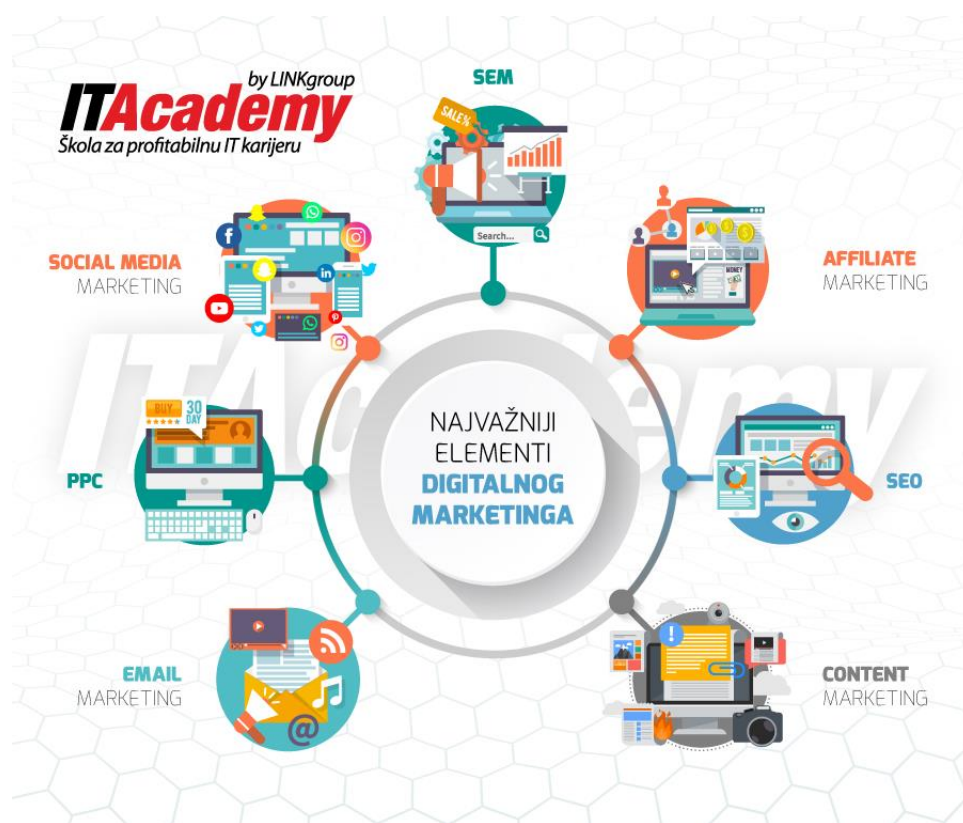 by LINKgroup
ITAcademy
Škola za profitabilnu IT karijeru
SEM
SALE%
Search...
SOCIAL MEDIA
MARKETING
AFFILIATE
MARKETING
MONEY
ITAcademy
BUY 30
DAY
PPC
NAJVAŽNIJI
ELEMENTI
DIGITALNOG
MARKETINGA
SEO
EMAIL
MARKETING
@
CONTENT
MARKETING